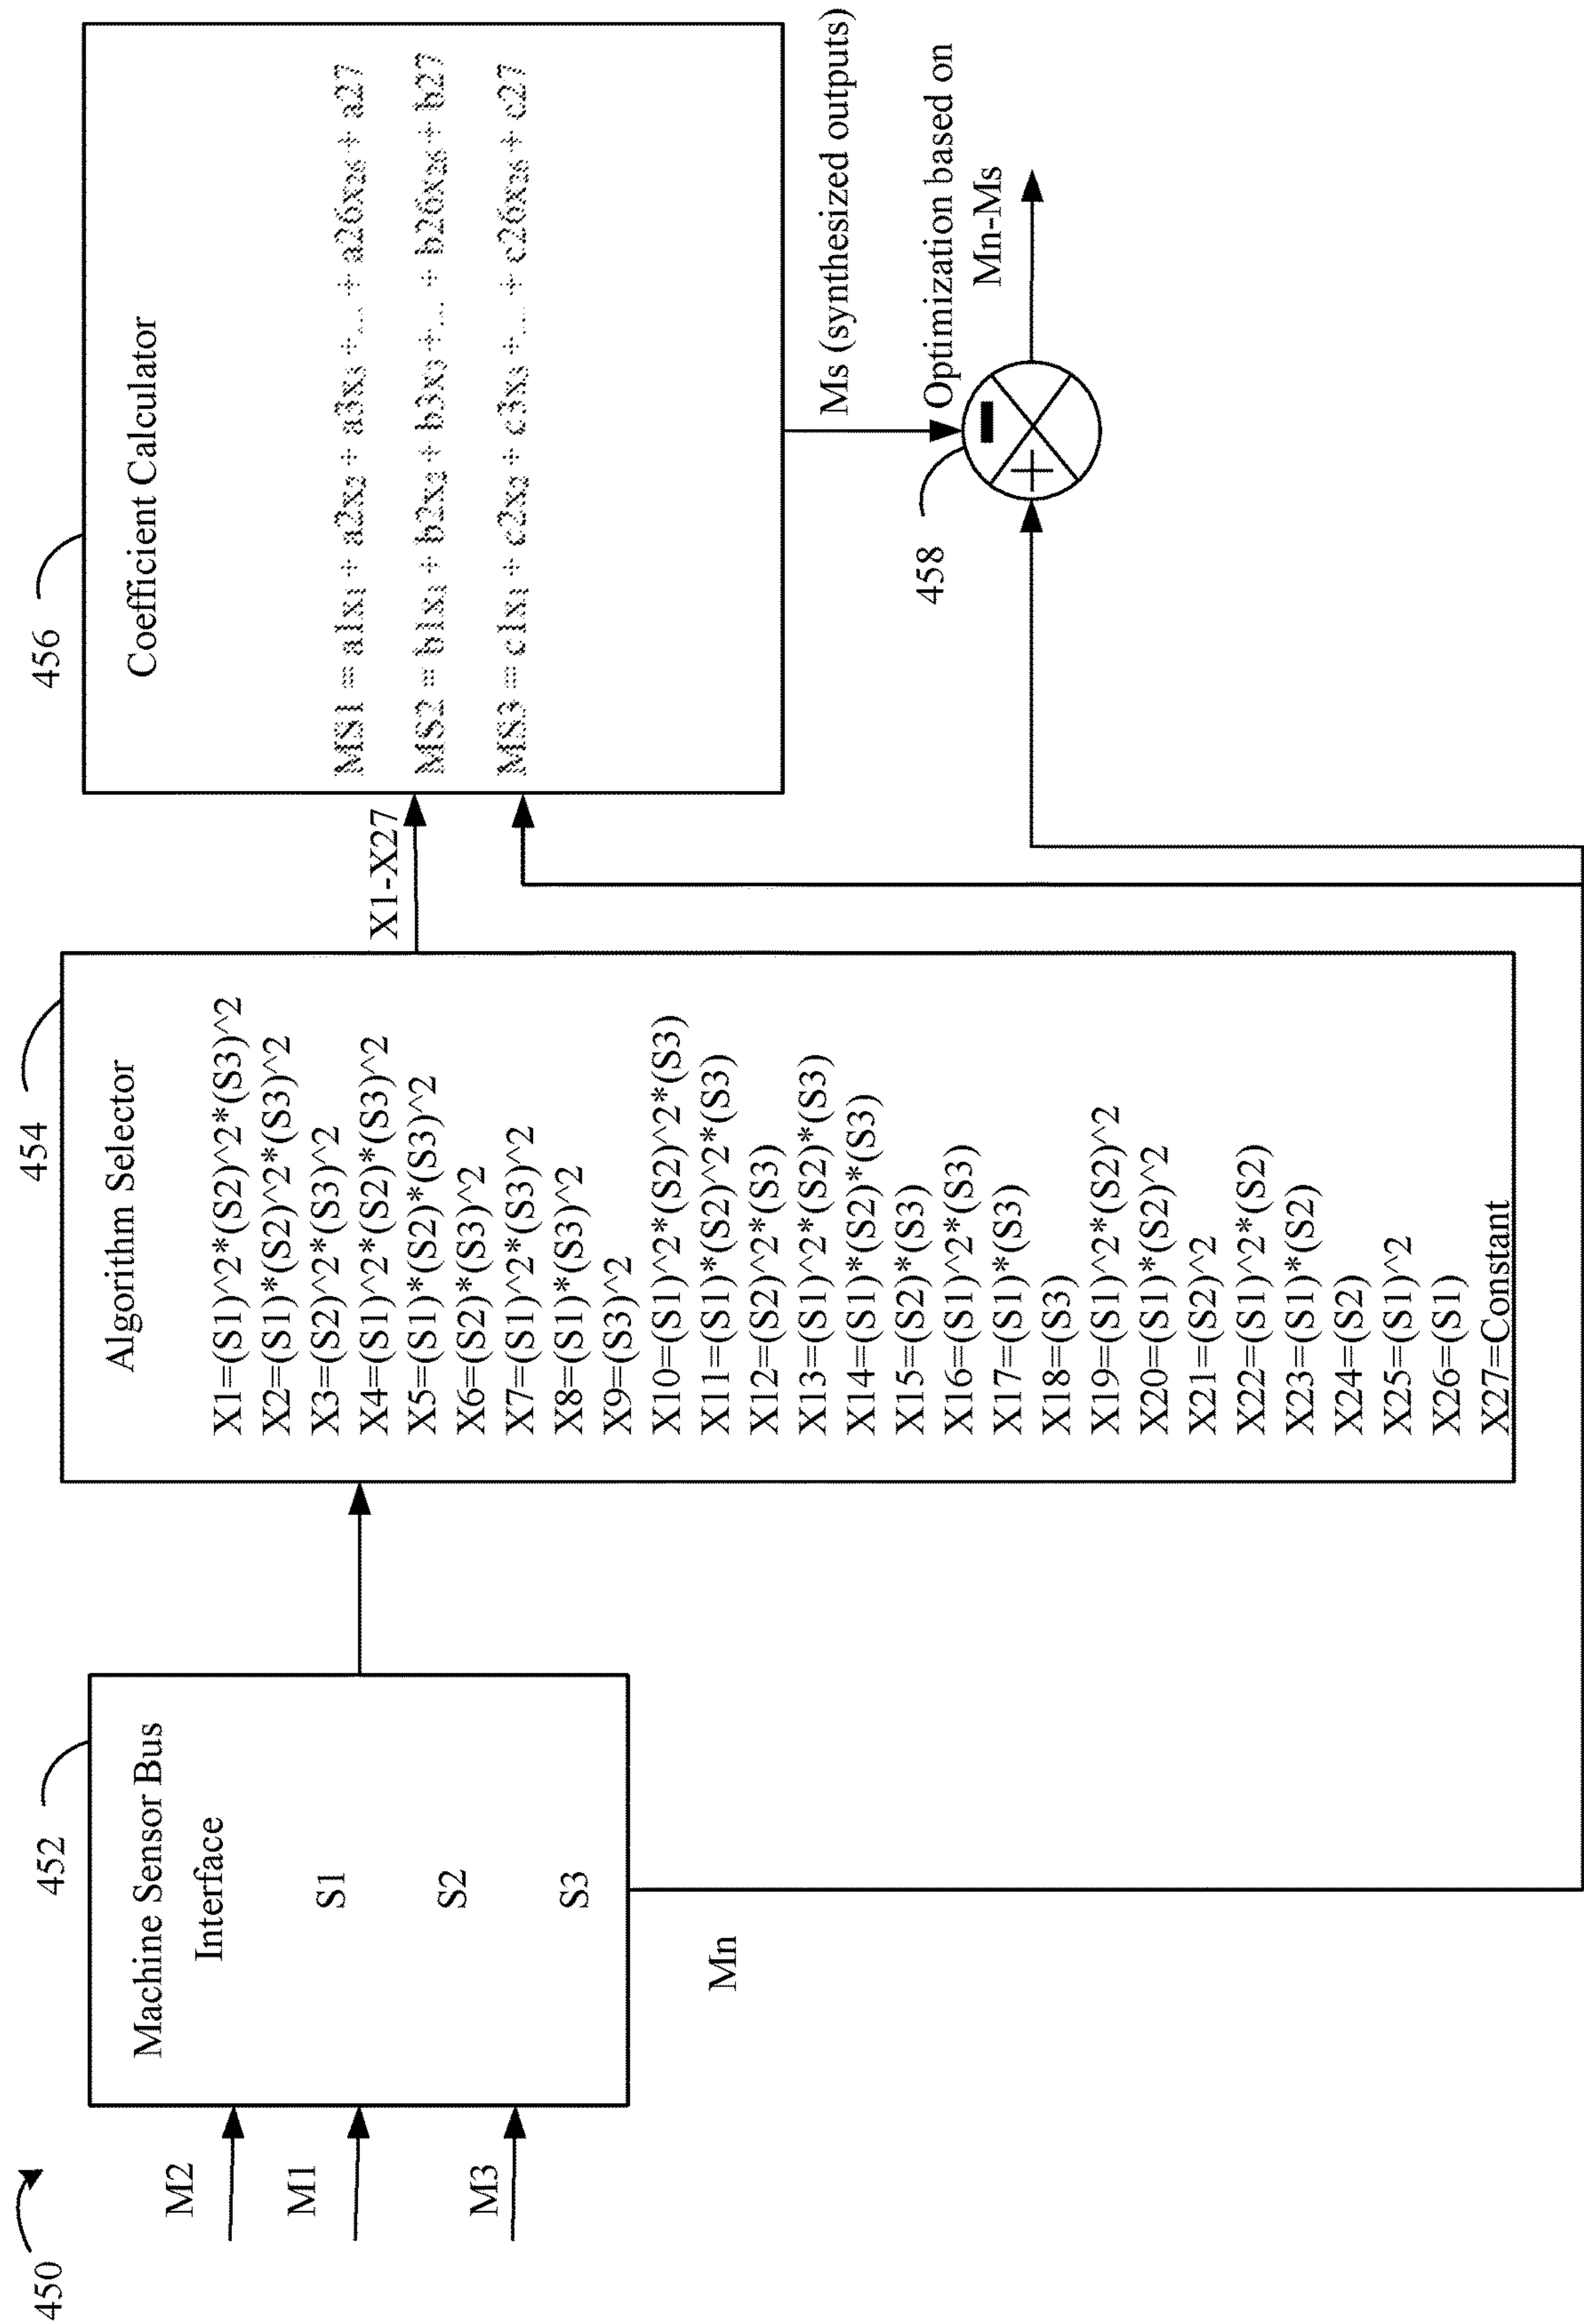 450
M2
M1
M3
452
Machine Sensor Bus
Interface
S1
S2
S3
Mn
454
Algorithm Selector
X1=(S1)^2*(S2)^2*(S3)^2
X2=(S1)*(S2)^2*(S3)^2
X3=(S2)^2*(S3)^2
X4=(S1)^2*(S2)*(S3)^2
X5=(S1)*(S2)*(S3)^2
X6=(S2)*(S3)^2
X7=(S1)^2*(S3)^2
X8=(S1)*(S3)^2
X9=(S3)^2
X10=(S1)^2*(S2)^2*(S3)
X11=(S1)*(S2)^2*(S3)
X12=(S2)^2*(S3)
X13=(S1)^2*(S2)*(S3)
X14=(S1)*(S2)*(S3)
X15=(S2)*(S3)
X16=(S1)^2*(S3)
X17=(S1)*(S3)
X18=(S3)
X19=(S1)^2*(S2)^2
X20=(S1)*(S2)^2
X21=(S2)^2
X22=(S1)^2*(S2)
X23=(S1)*(S2)
X24=(S2)
X25=(S1)^2
X26=(S1)
X27=Constant
X1-X27
456
Coefficient Calculator
MS1 = a1x₁ + a2x₂ + a3x₃ +... + a26x₂₆ + a27
MS2 = b1x₁ + b2x₂ + b3x₃ +... + b26x₂₆ + b27
MS3 = c1x₁ + c2x₂ + c3x₃ +... + c26x₂₆ + c27
Ms (synthesized outputs)
458
+
-
Optimization based on
Mn-Ms